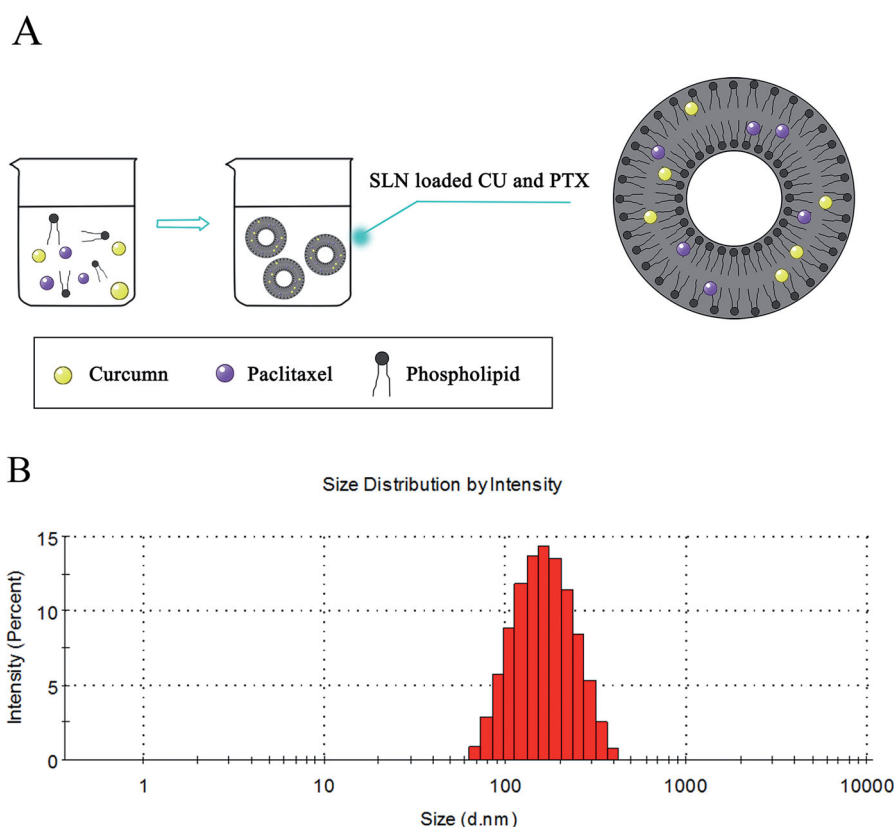 A
SLN loaded CU and PTX
Curcumn
Paclitaxel
Phospholipid
B
Size Distribution by Intensity
Intensity (Percent)
15
10
5
0
1
10
100
1000
10000
Size (d.nm)